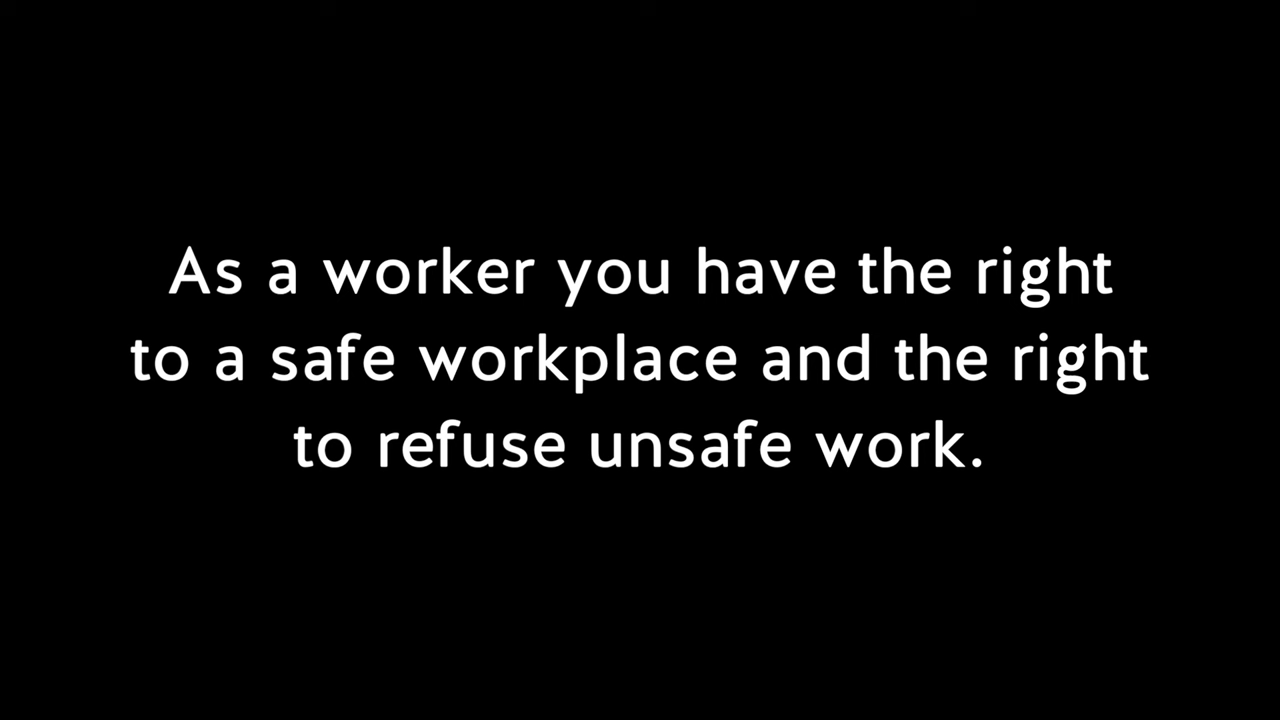 As a worker you have the right
to a safe workplace and the right
to refuse unsafe work.